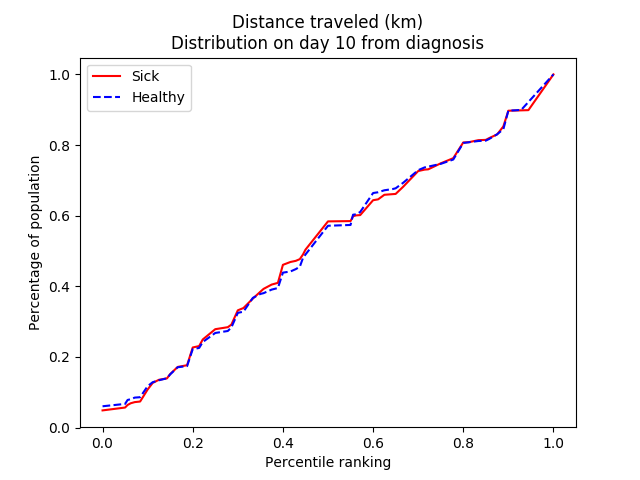 Distance traveled (km)
Distribution on day 10 from diagnosis
Sick
Healthy
Percentage of population
1.0
0.8
0.6
0.4
0.2
0.0
0.0 0.2 0.4 0.6 0.8 1.0
Percentile ranking